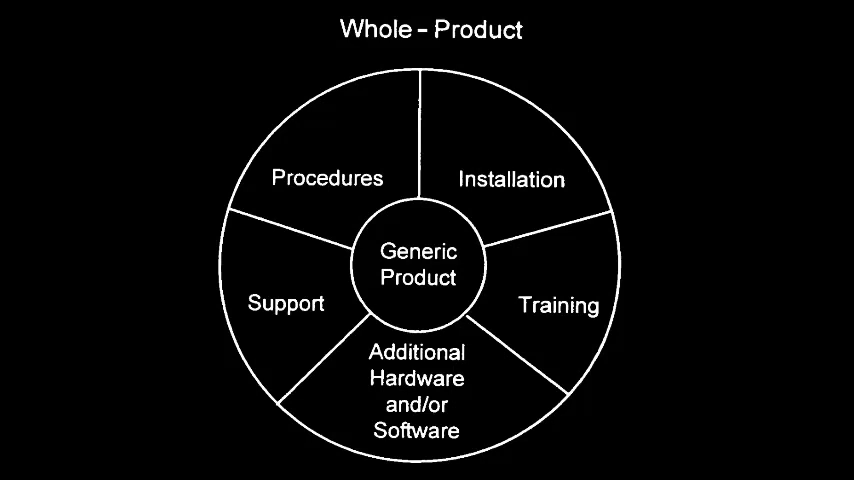 Whole - Product
Procedures
Installation
Generic
Product
Support
Training
Additional
Hardware
and/or
Software